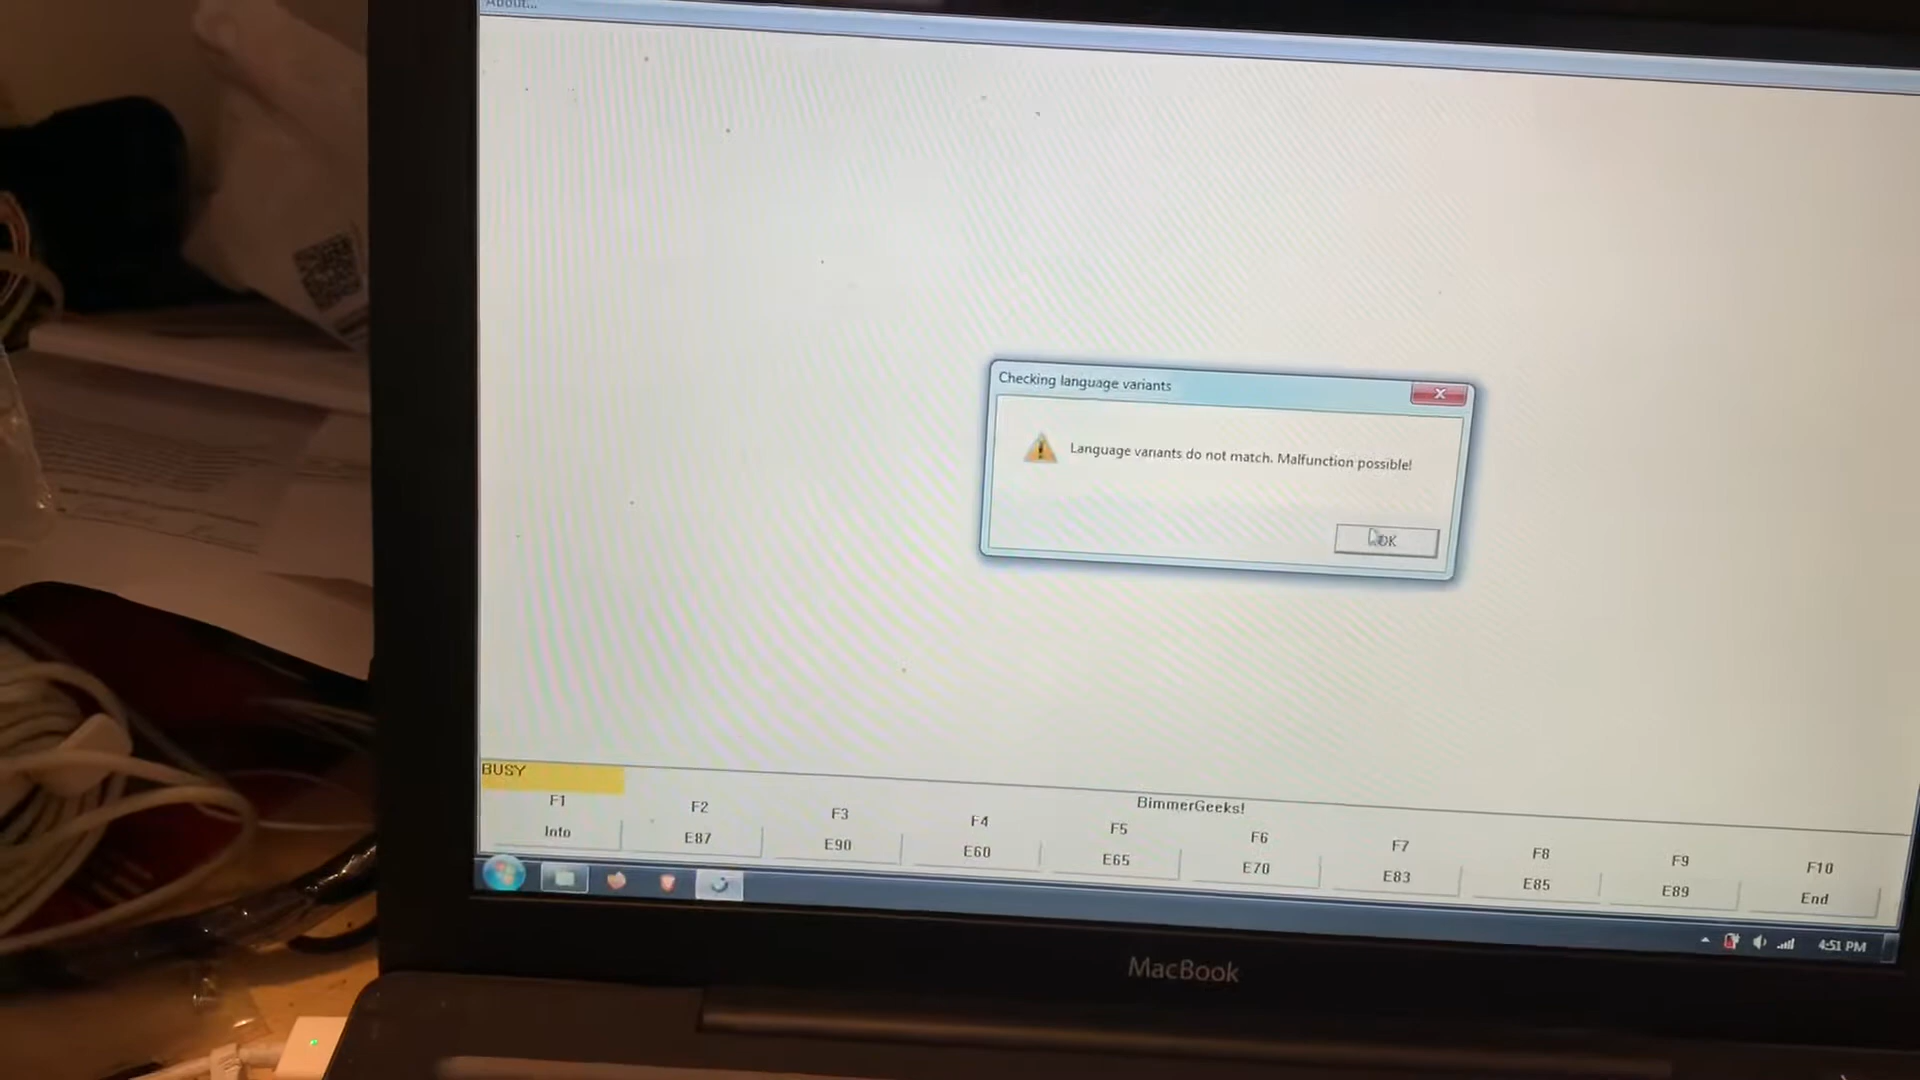 About...
Checking language variants
Language variants do not match. Malfunction possible!
OK
BUSY
BimmerGeeks!
F1 F2 F3 F4 F5 F6 F7 F8 F9 F10
Info E87 E90 E60 E65 E70 E83 E85 E89 End
4:51 PM
MacBook